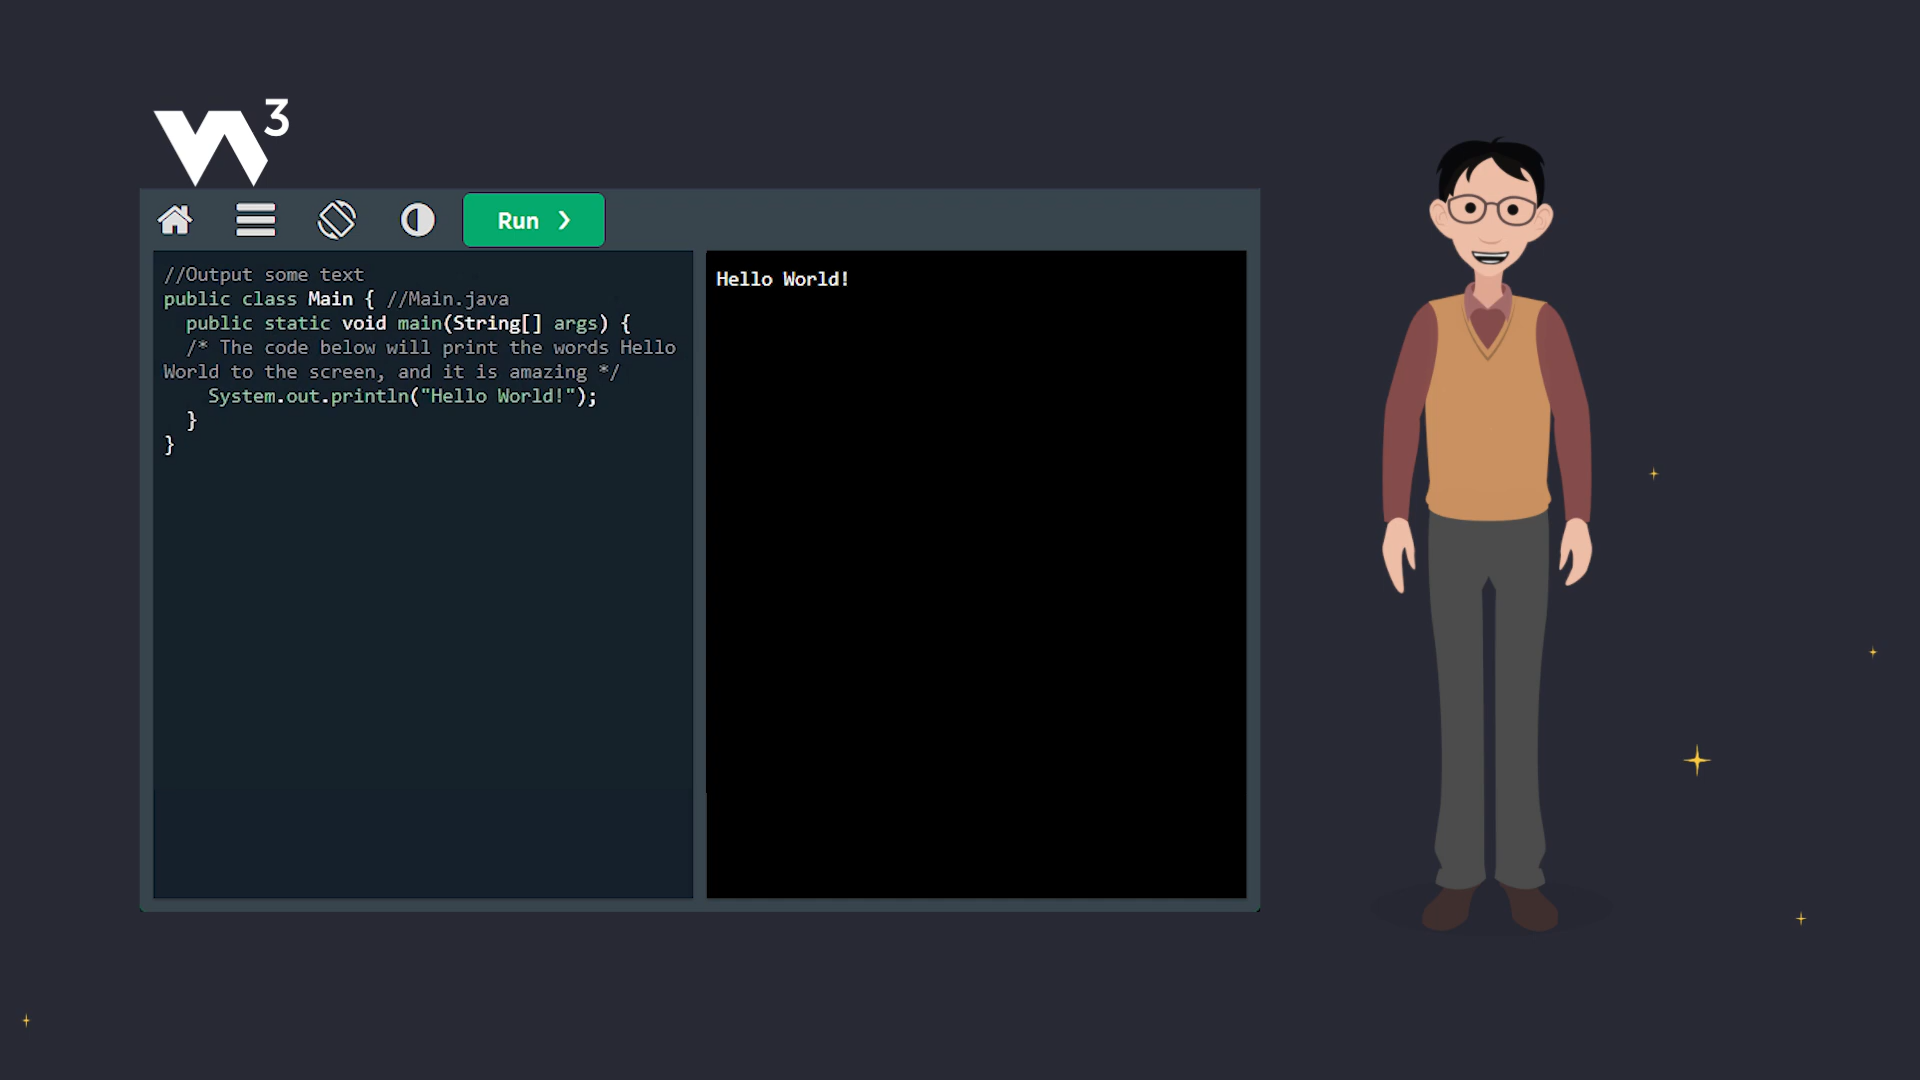 W3
Run ❯
//Output some text
public class Main { //Main.java
  public static void main(String[] args) {
  /* The code below will print the words Hello
World to the screen, and it is amazing */
    System.out.println("Hello World!");
  }
}
Hello World!